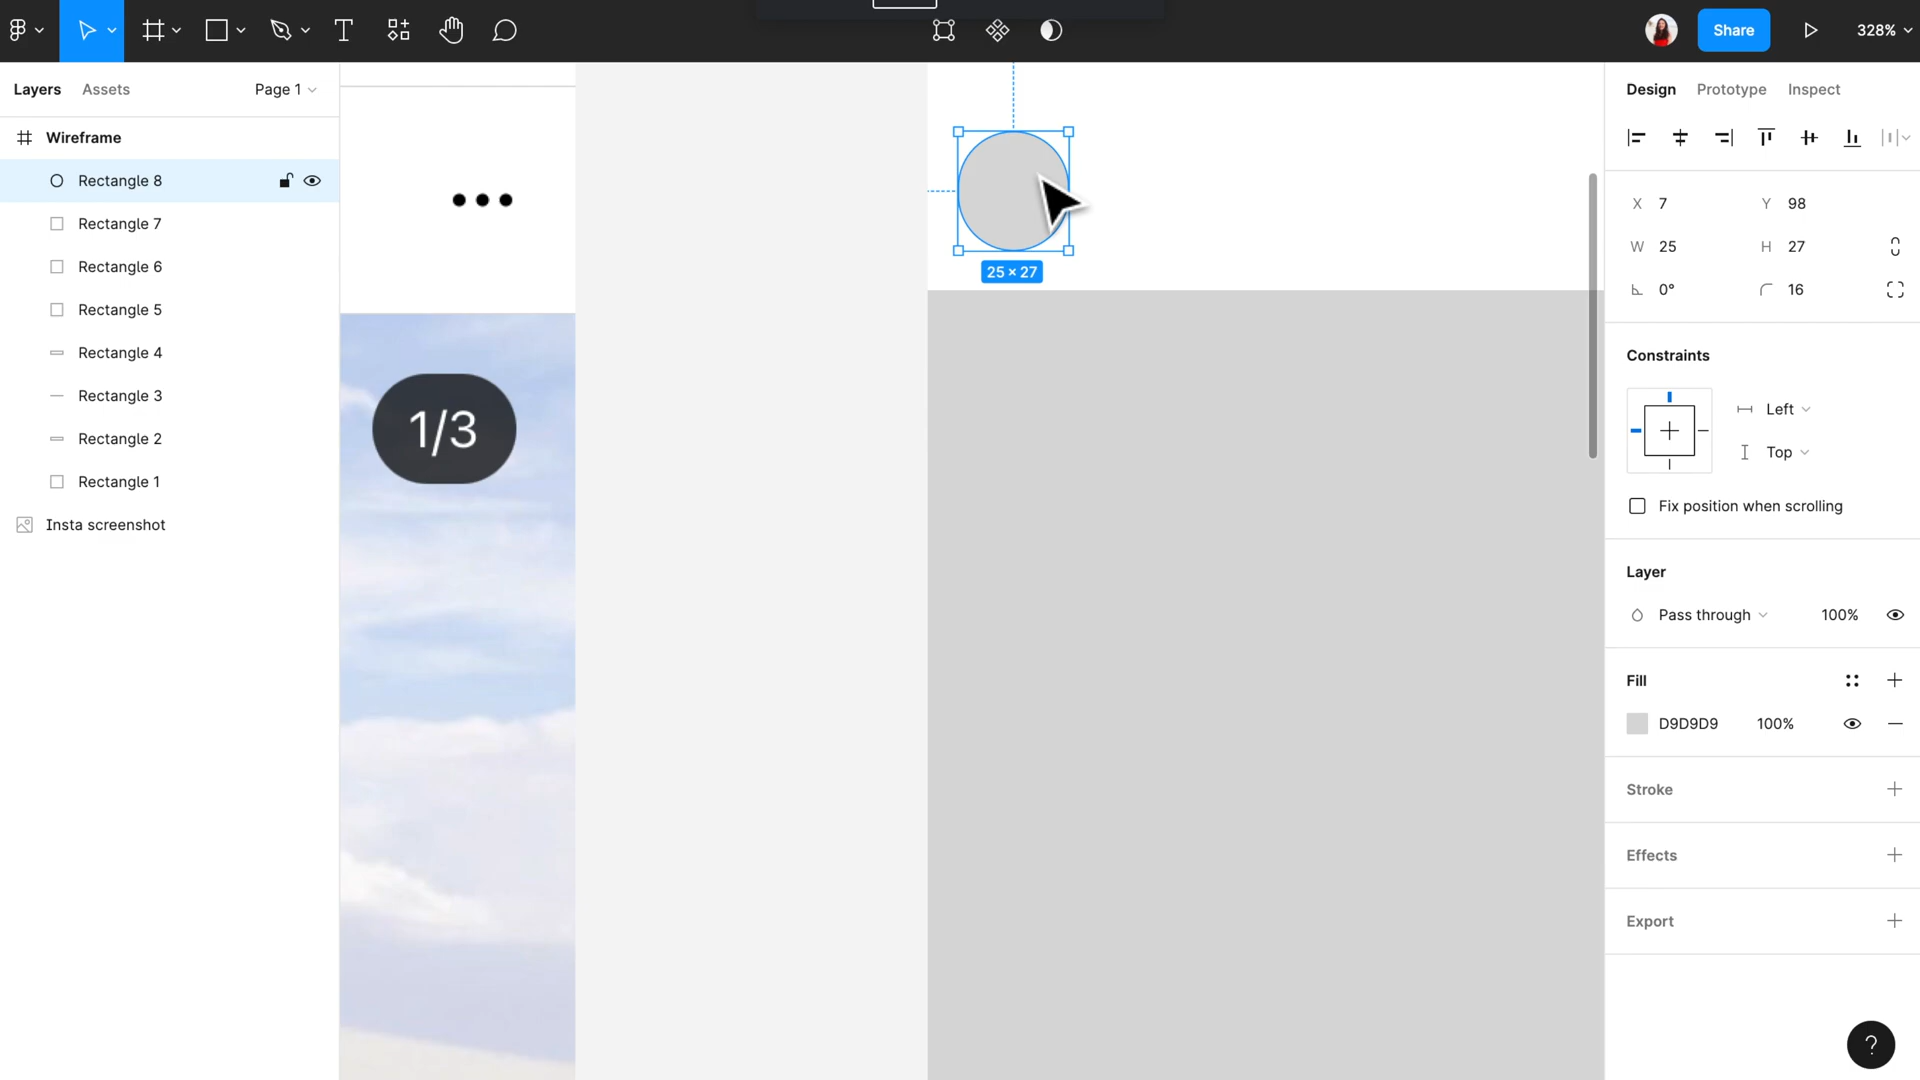 Share
328%
Layers
Assets
Page 1
Design
Prototype
Inspect
Wireframe
Rectangle 8
Rectangle 7
Rectangle 6
Rectangle 5
Rectangle 4
Rectangle 3
Rectangle 2
Rectangle 1
Insta screenshot
1/3
25 × 27
X 7
Y 98
W 25
H 27
0°
16
Constraints
Left
Top
Fix position when scrolling
Layer
Pass through
100%
Fill
D9D9D9
100%
Stroke
Effects
Export
?